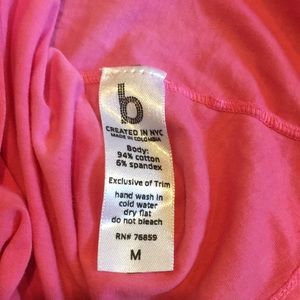 b
CREATED IN NYC
MADE IN COLOMBIA
Body:
94% cotton
6% spandex
Exclusive of Trim
hand wash in
cold water
dry flat
do not bleach
RN# 76859
M